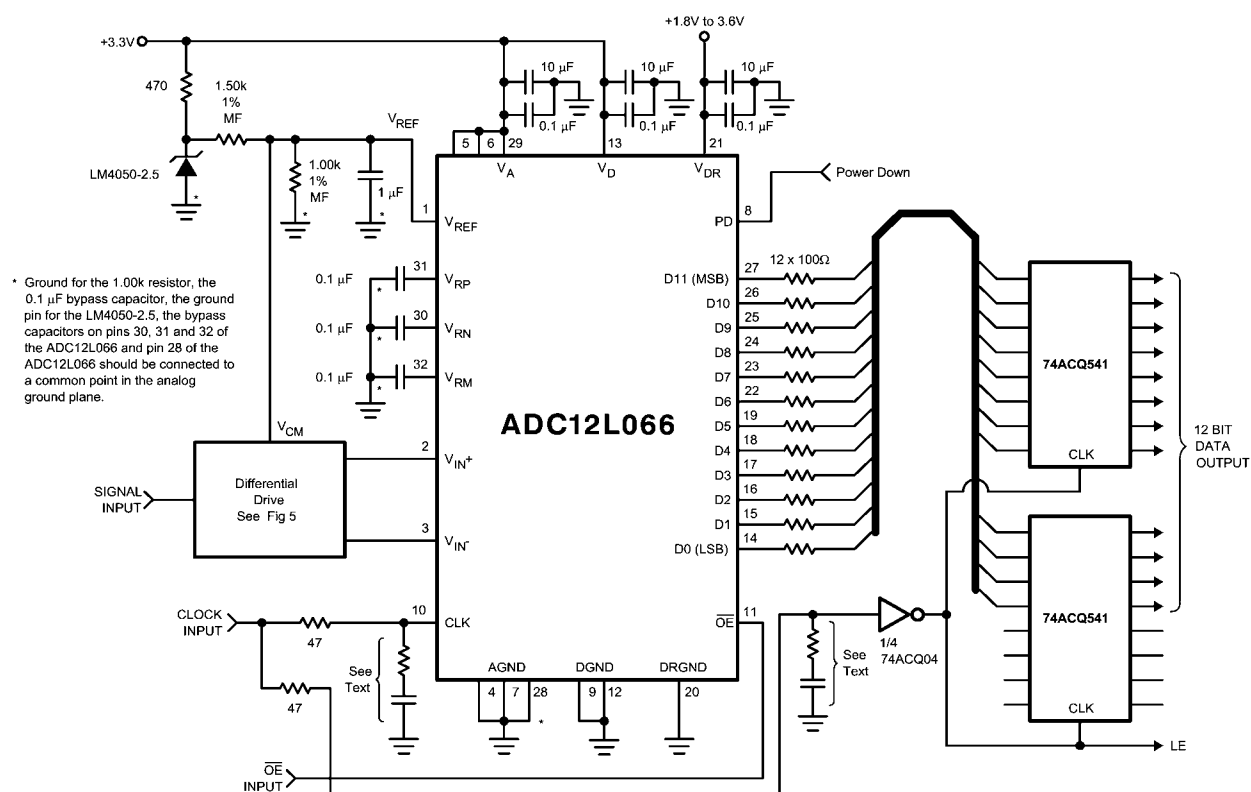 +1.8V to 3.6V
+3.3V
10 µF
10 µF
10 µF
470
1.50k
1%
MF
0.1 µF
0.1 µF
0.1 µF
VREF
5
6
29
13
21
VA
VD
VDR
LM4050-2.5
*
1.00k
1%
MF
*
1 µF
*
Power Down
1
VREF
8
PD
* Ground for the 1.00k resistor, the
0.1 µF bypass capacitor, the ground
pin for the LM4050-2.5, the bypass
capacitors on pins 30, 31 and 32 of
the ADC12L066 and pin 28 of the
ADC12L066 should be connected to
a common point in the analog
ground plane.
0.1 µF
*
31
VRP
0.1 µF
*
30
VRN
0.1 µF
*
32
VRM
12 x 100Ω
D11 (MSB)
27
D10
26
D9
25
D8
24
D7
23
D6
22
D5
19
D4
18
D3
17
D2
16
D1
15
D0 (LSB)
14
ADC12L066
74ACQ541
CLK
12 BIT
DATA
OUTPUT
VCM
SIGNAL
INPUT
Differential
Drive
See Fig 5
2
VIN+
3
VIN-
CLOCK
INPUT
47
47
10
CLK
See
Text
OE
11
AGND
DGND
DRGND
4
7
28
*
9
12
20
1/4
74ACQ04
See
Text
74ACQ541
CLK
LE
OE
INPUT